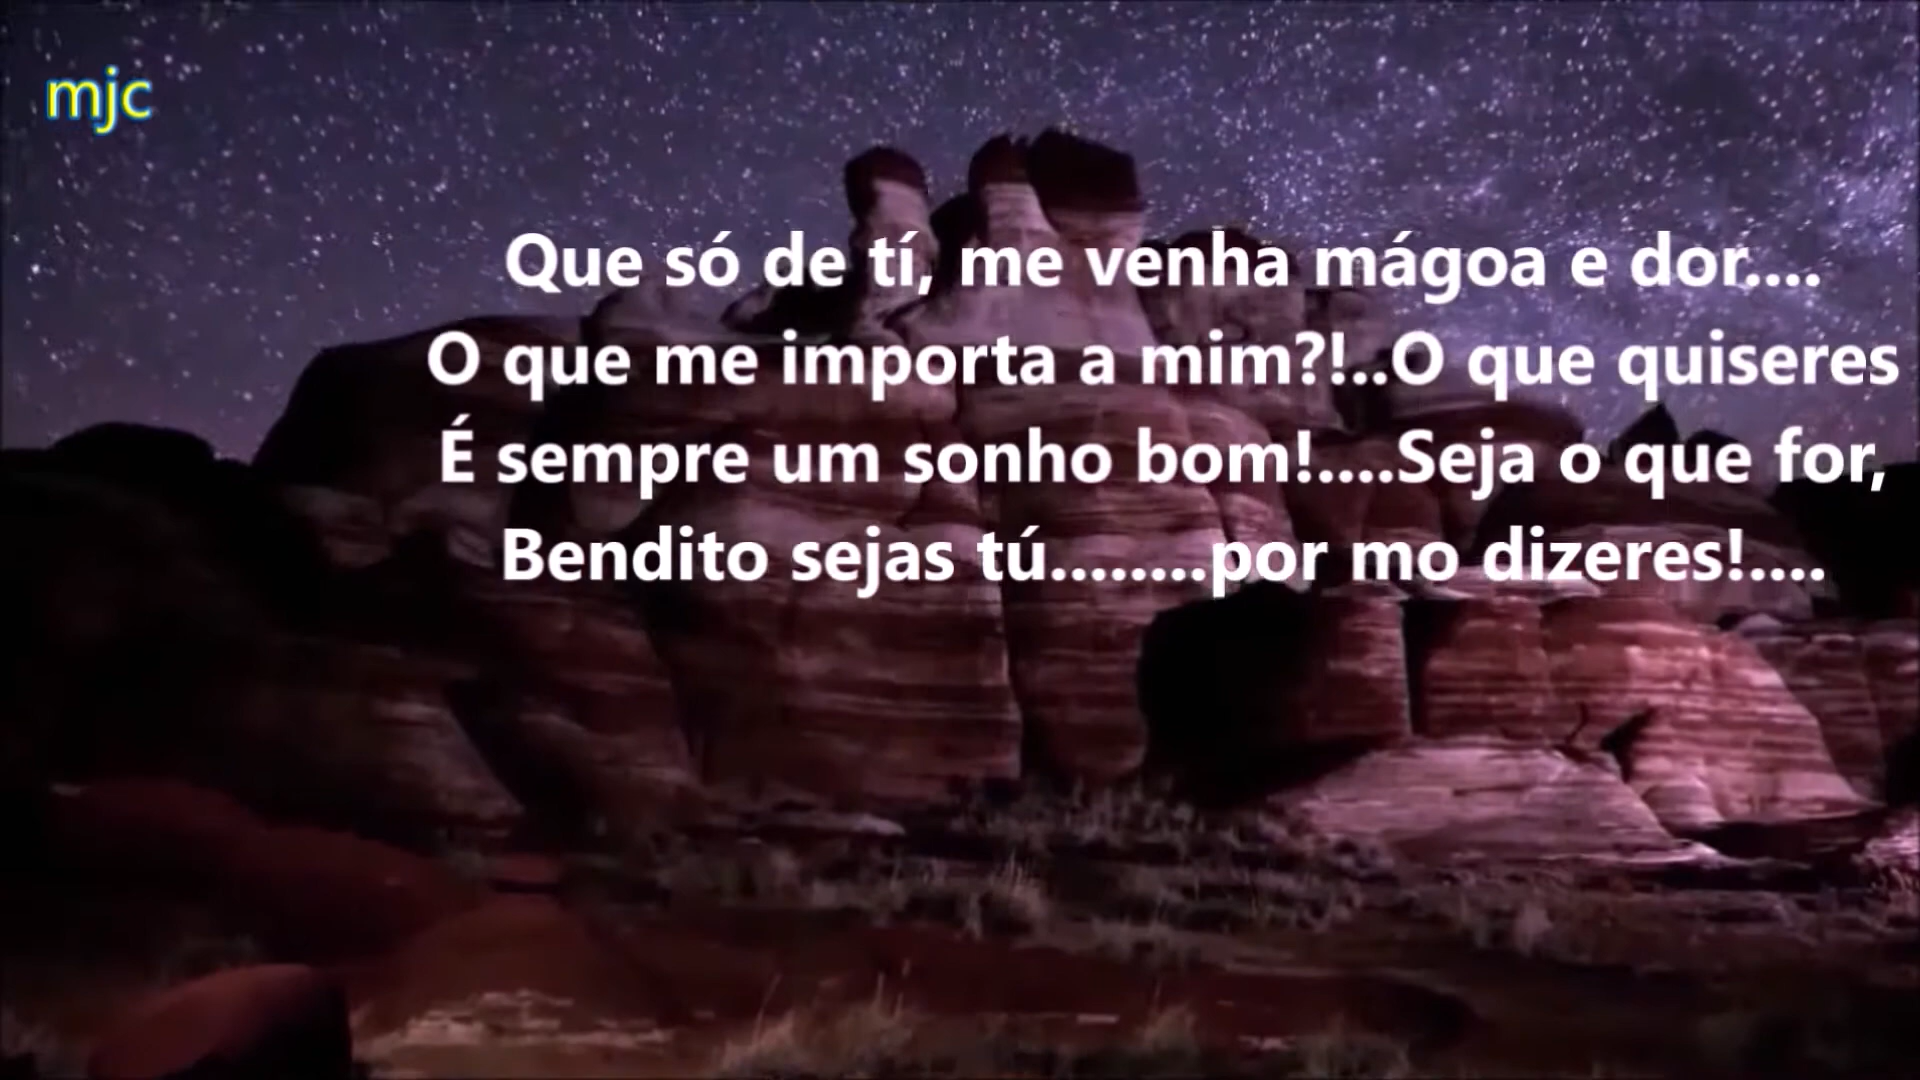 mjc
Que só de tí, me venha mágoa e dor....
O que me importa a mim?!..O que quiseres
É sempre um sonho bom!....Seja o que for,
Bendito sejas tú........por mo dizeres!....